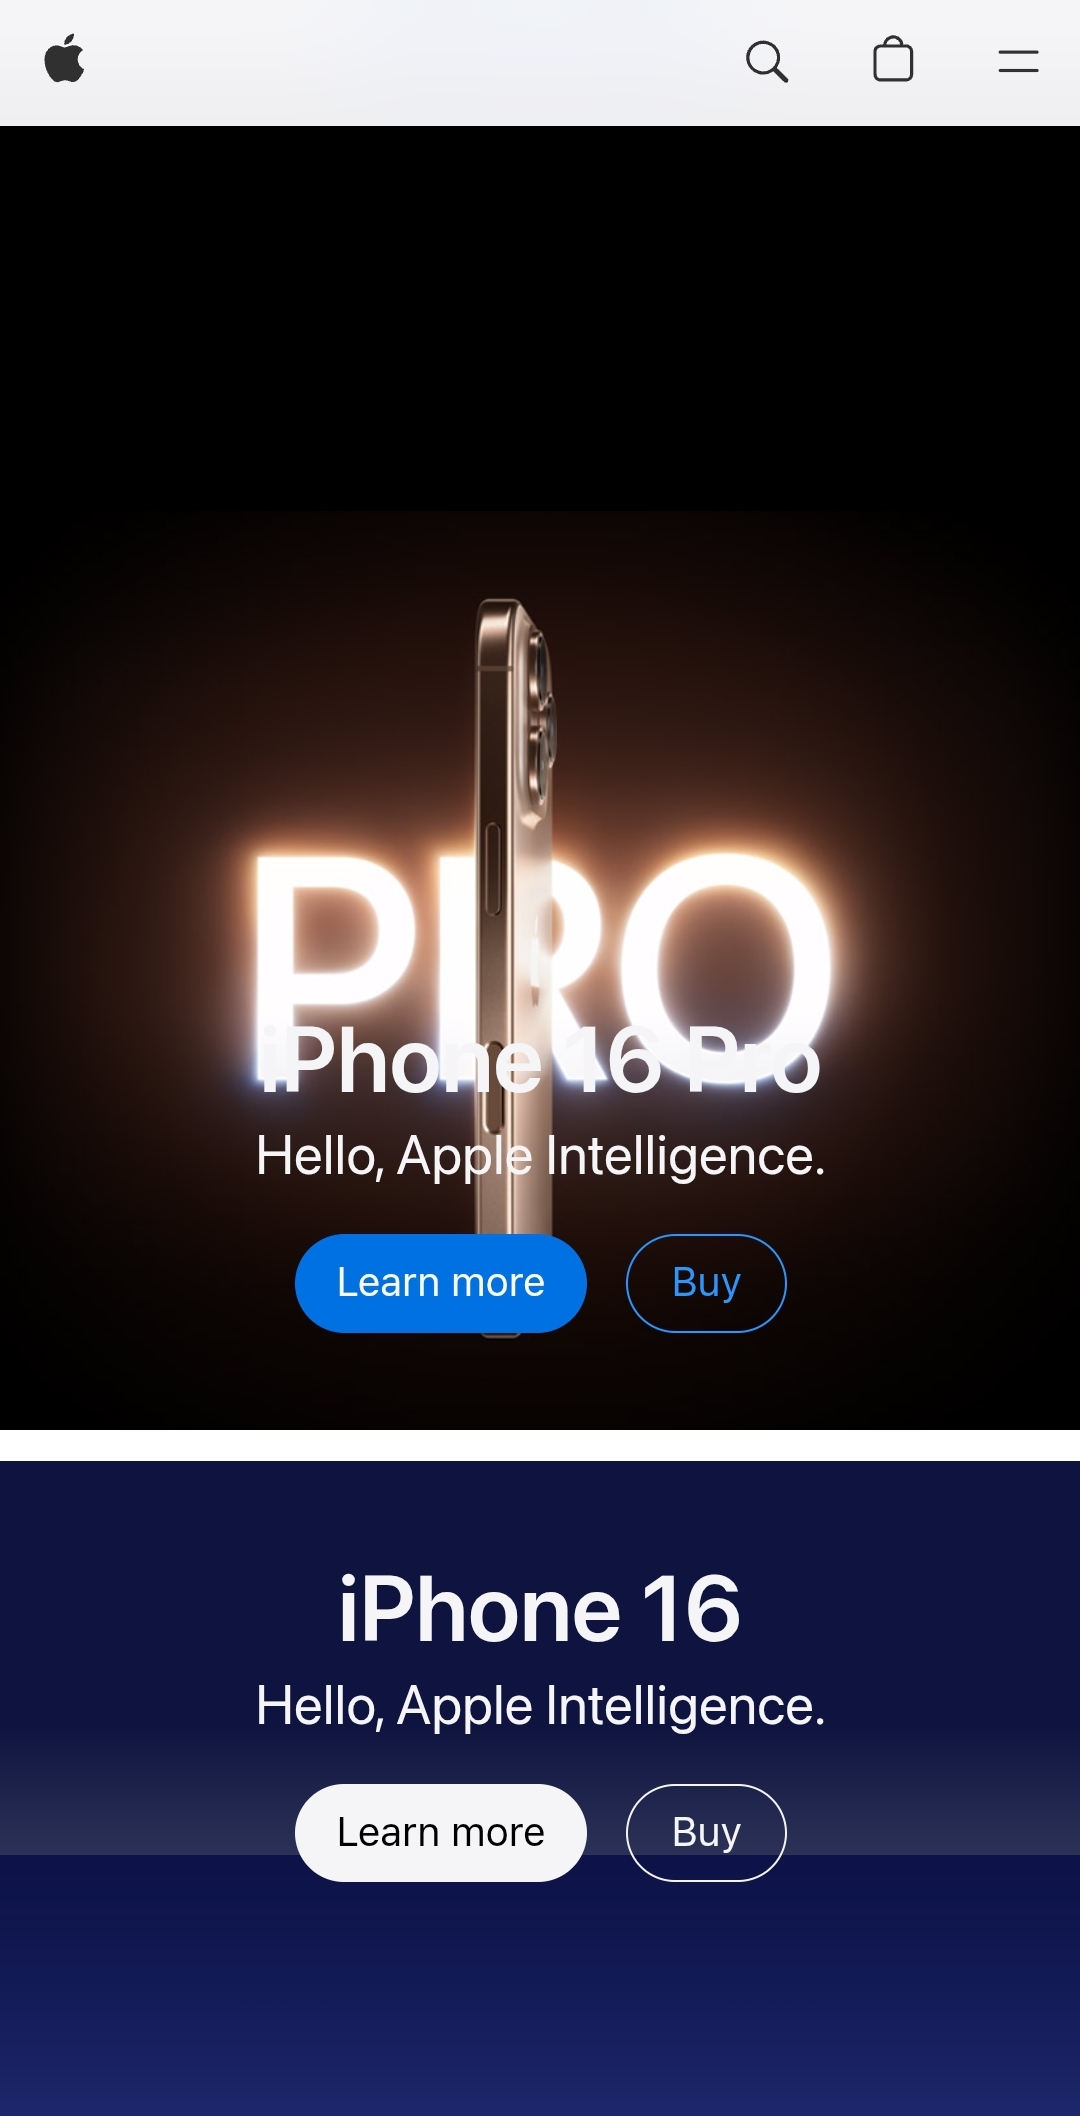 PRO
iPhone 16 Pro
Hello, Apple Intelligence.
Learn more
Buy
iPhone 16
Hello, Apple Intelligence.
Learn more
Buy